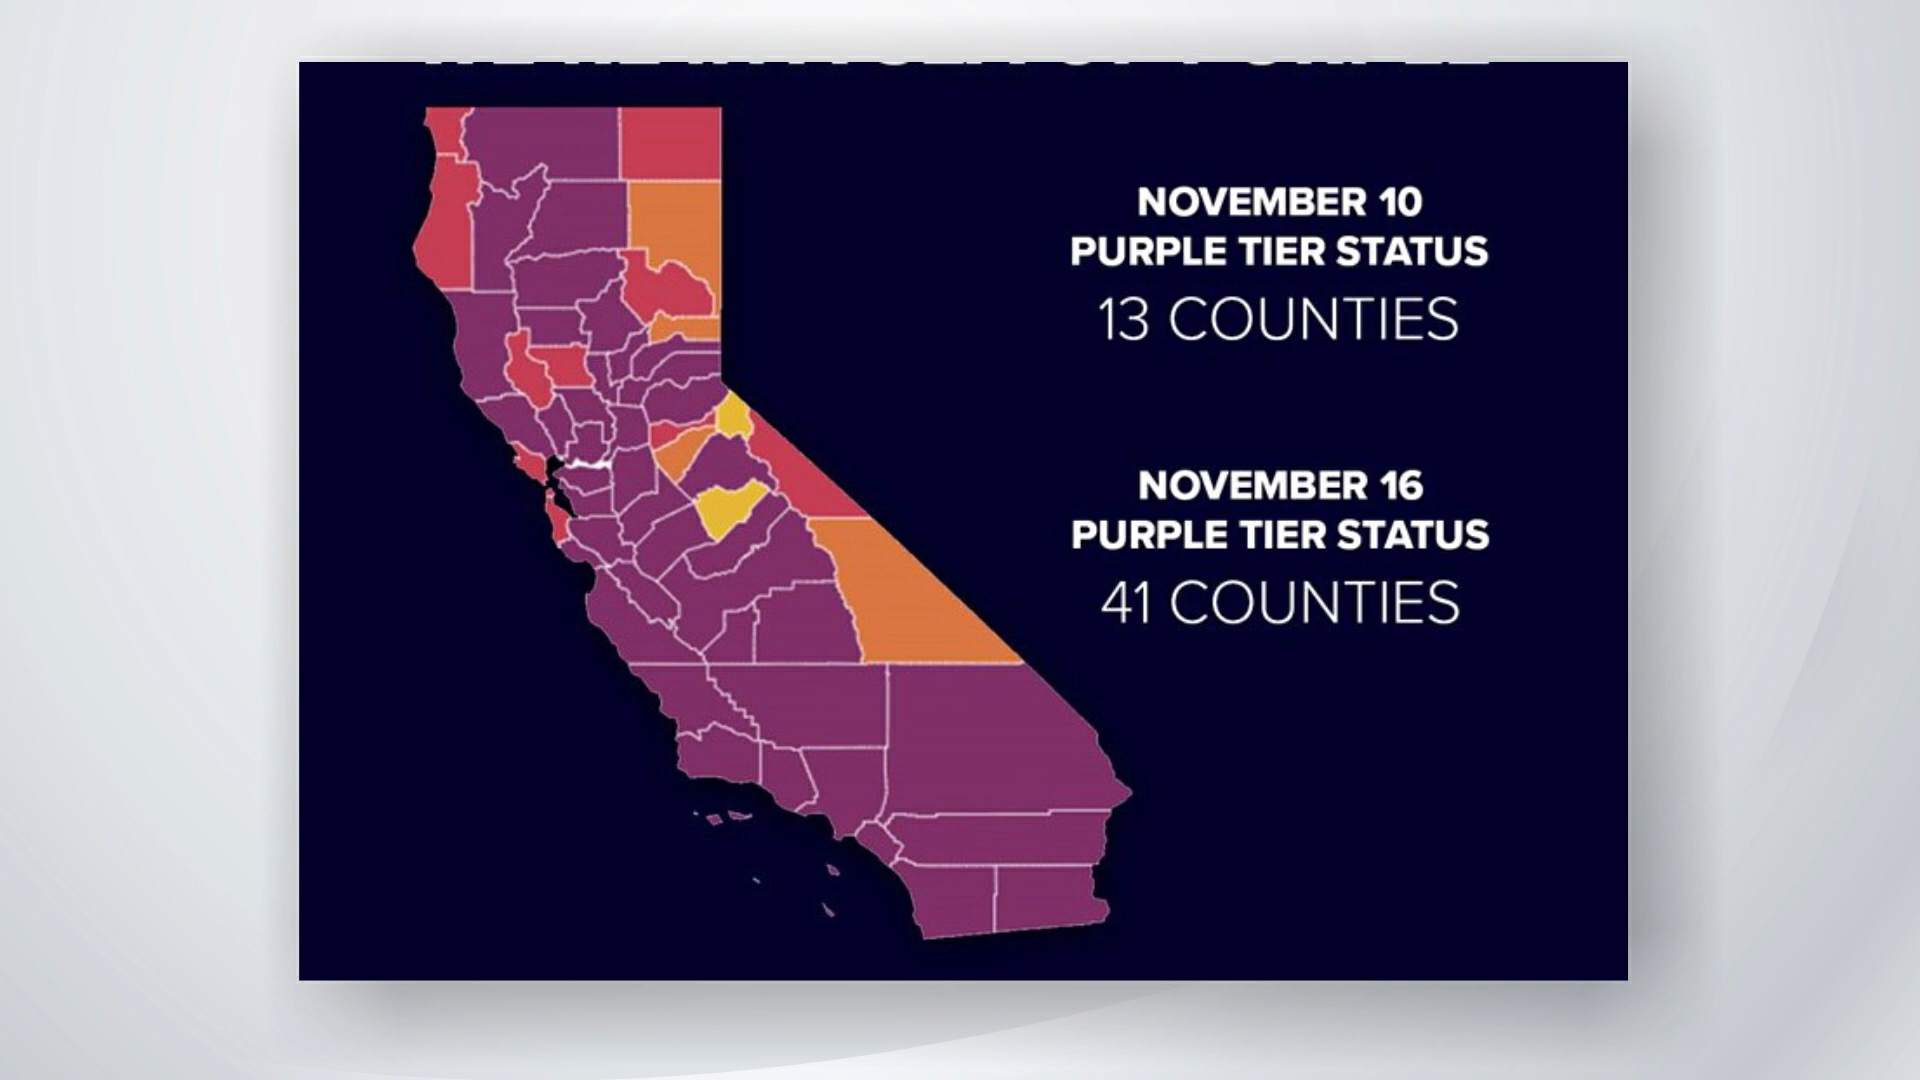 NOVEMBER 10
PURPLE TIER STATUS
13 COUNTIES
NOVEMBER 16
PURPLE TIER STATUS
41 COUNTIES